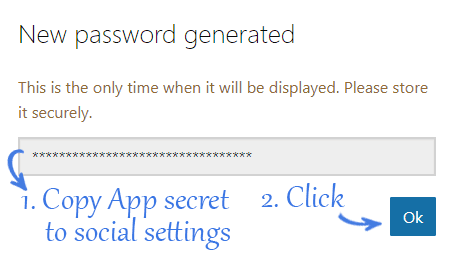 New password generated
This is the only time when it will be displayed. Please store
it securely.
*********************************
1. Copy App secret
to social settings
2. Click
Ok